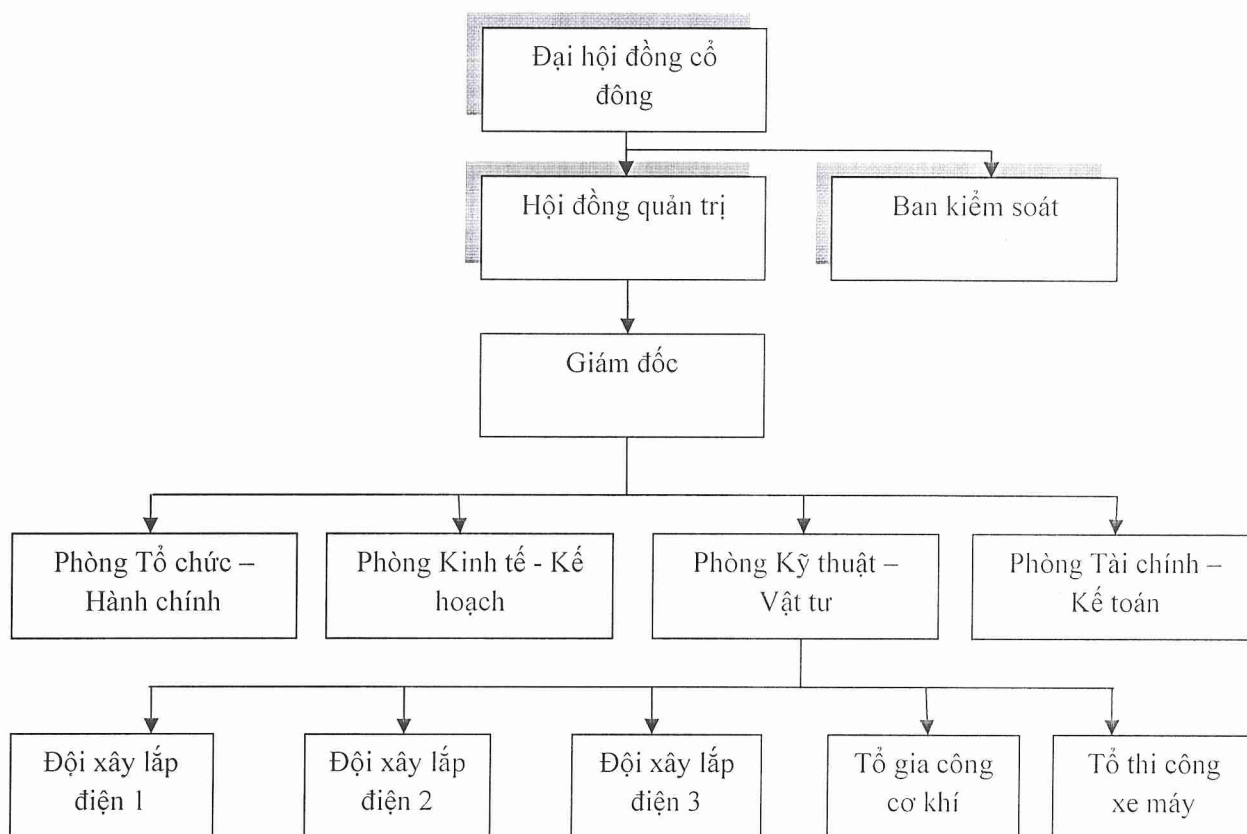 Đại hội đồng cổ
đông
Hội đồng quản trị
Ban kiểm soát
Giám đốc
Phòng Tổ chức –
Hành chính
Phòng Kinh tế - Kế
hoạch
Phòng Kỹ thuật –
Vật tư
Phòng Tài chính –
Kế toán
Đội xây lắp
điện 1
Đội xây lắp
điện 2
Đội xây lắp
điện 3
Tổ gia công
cơ khí
Tổ thi công
xe máy